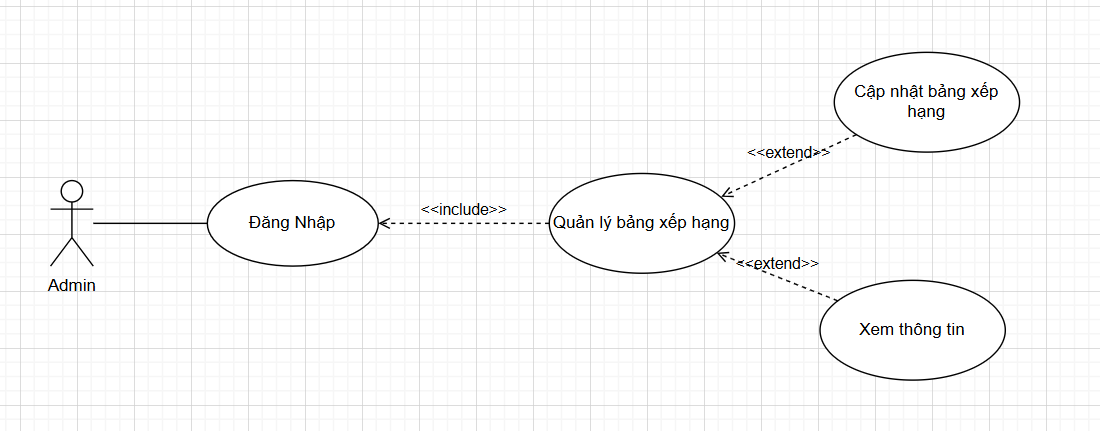 Cập nhật bảng xếp
hạng
<<extend>>
<<include>>
Đăng Nhập
Quản lý bảng xếp hạng
<<extend>>
Admin
Xem thông tin